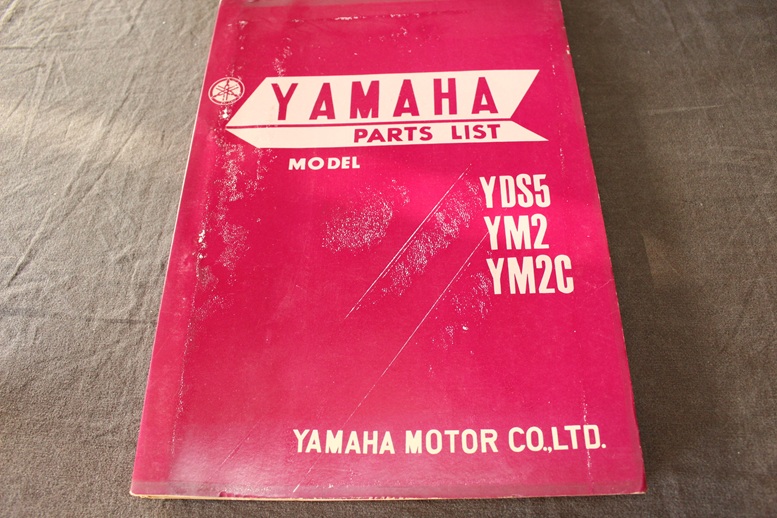 YAMAHA
PARTS LIST
MODEL
YDS5
YM2
YM2C
YAMAHA MOTOR CO.,LTD.